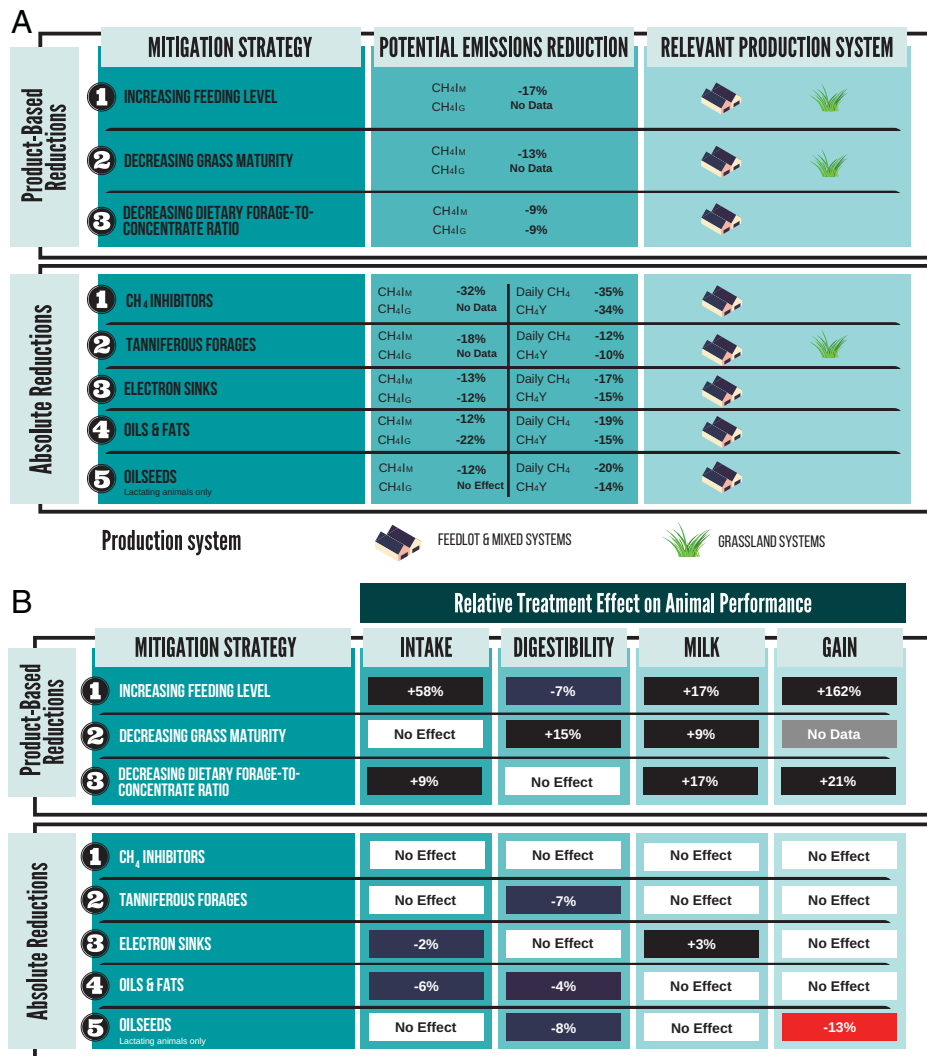 A
MITIGATION STRATEGY
POTENTIAL EMISSIONS REDUCTION
RELEVANT PRODUCTION SYSTEM
Product-Based
Reductions
1 INCREASING FEEDING LEVEL
CH4IM -17%
CH4IG No Data
2 DECREASING GRASS MATURITY
CH4IM -13%
CH4IG No Data
3 DECREASING DIETARY FORAGE-TO-
CONCENTRATE RATIO
CH4IM -9%
CH4IG -9%
Absolute Reductions
1 CH4 INHIBITORS
CH4IM -32% Daily CH4 -35%
CH4IG No Data CH4Y -34%
2 TANNIFEROUS FORAGES
CH4IM -18% Daily CH4 -12%
CH4IG No Data CH4Y -10%
3 ELECTRON SINKS
CH4IM -13% Daily CH4 -17%
CH4IG -12% CH4Y -15%
4 OILS & FATS
CH4IM -12% Daily CH4 -19%
CH4IG -22% CH4Y -15%
5 OILSEEDS
Lactating animals only
CH4IM -12% Daily CH4 -20%
CH4IG No Effect CH4Y -14%
Production system
FEEDLOT & MIXED SYSTEMS
GRASSLAND SYSTEMS
B
Relative Treatment Effect on Animal Performance
MITIGATION STRATEGY INTAKE DIGESTIBILITY MILK GAIN
Product-Based
Reductions
1 INCREASING FEEDING LEVEL +58% -7% +17% +162%
2 DECREASING GRASS MATURITY No Effect +15% +9% No Data
3 DECREASING DIETARY FORAGE-TO-
CONCENTRATE RATIO +9% No Effect +17% +21%
Absolute Reductions
1 CH4 INHIBITORS No Effect No Effect No Effect No Effect
2 TANNIFEROUS FORAGES No Effect -7% No Effect No Effect
3 ELECTRON SINKS -2% No Effect +3% No Effect
4 OILS & FATS -6% -4% No Effect No Effect
5 OILSEEDS No Effect -8% No Effect -13%
Lactating animals only